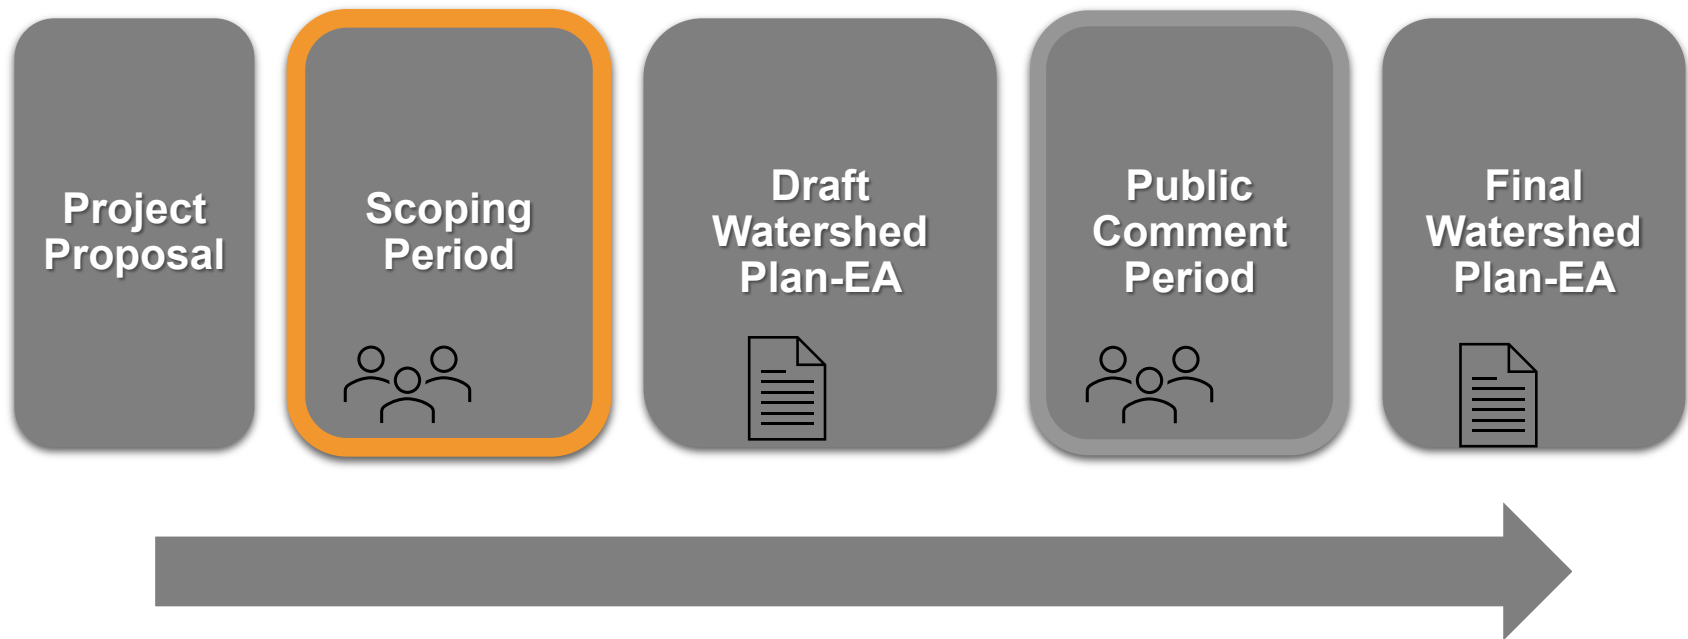 Project
Proposal
Scoping
Period
Draft
Watershed
Plan-EA
Public
Comment
Period
Final
Watershed
Plan-EA